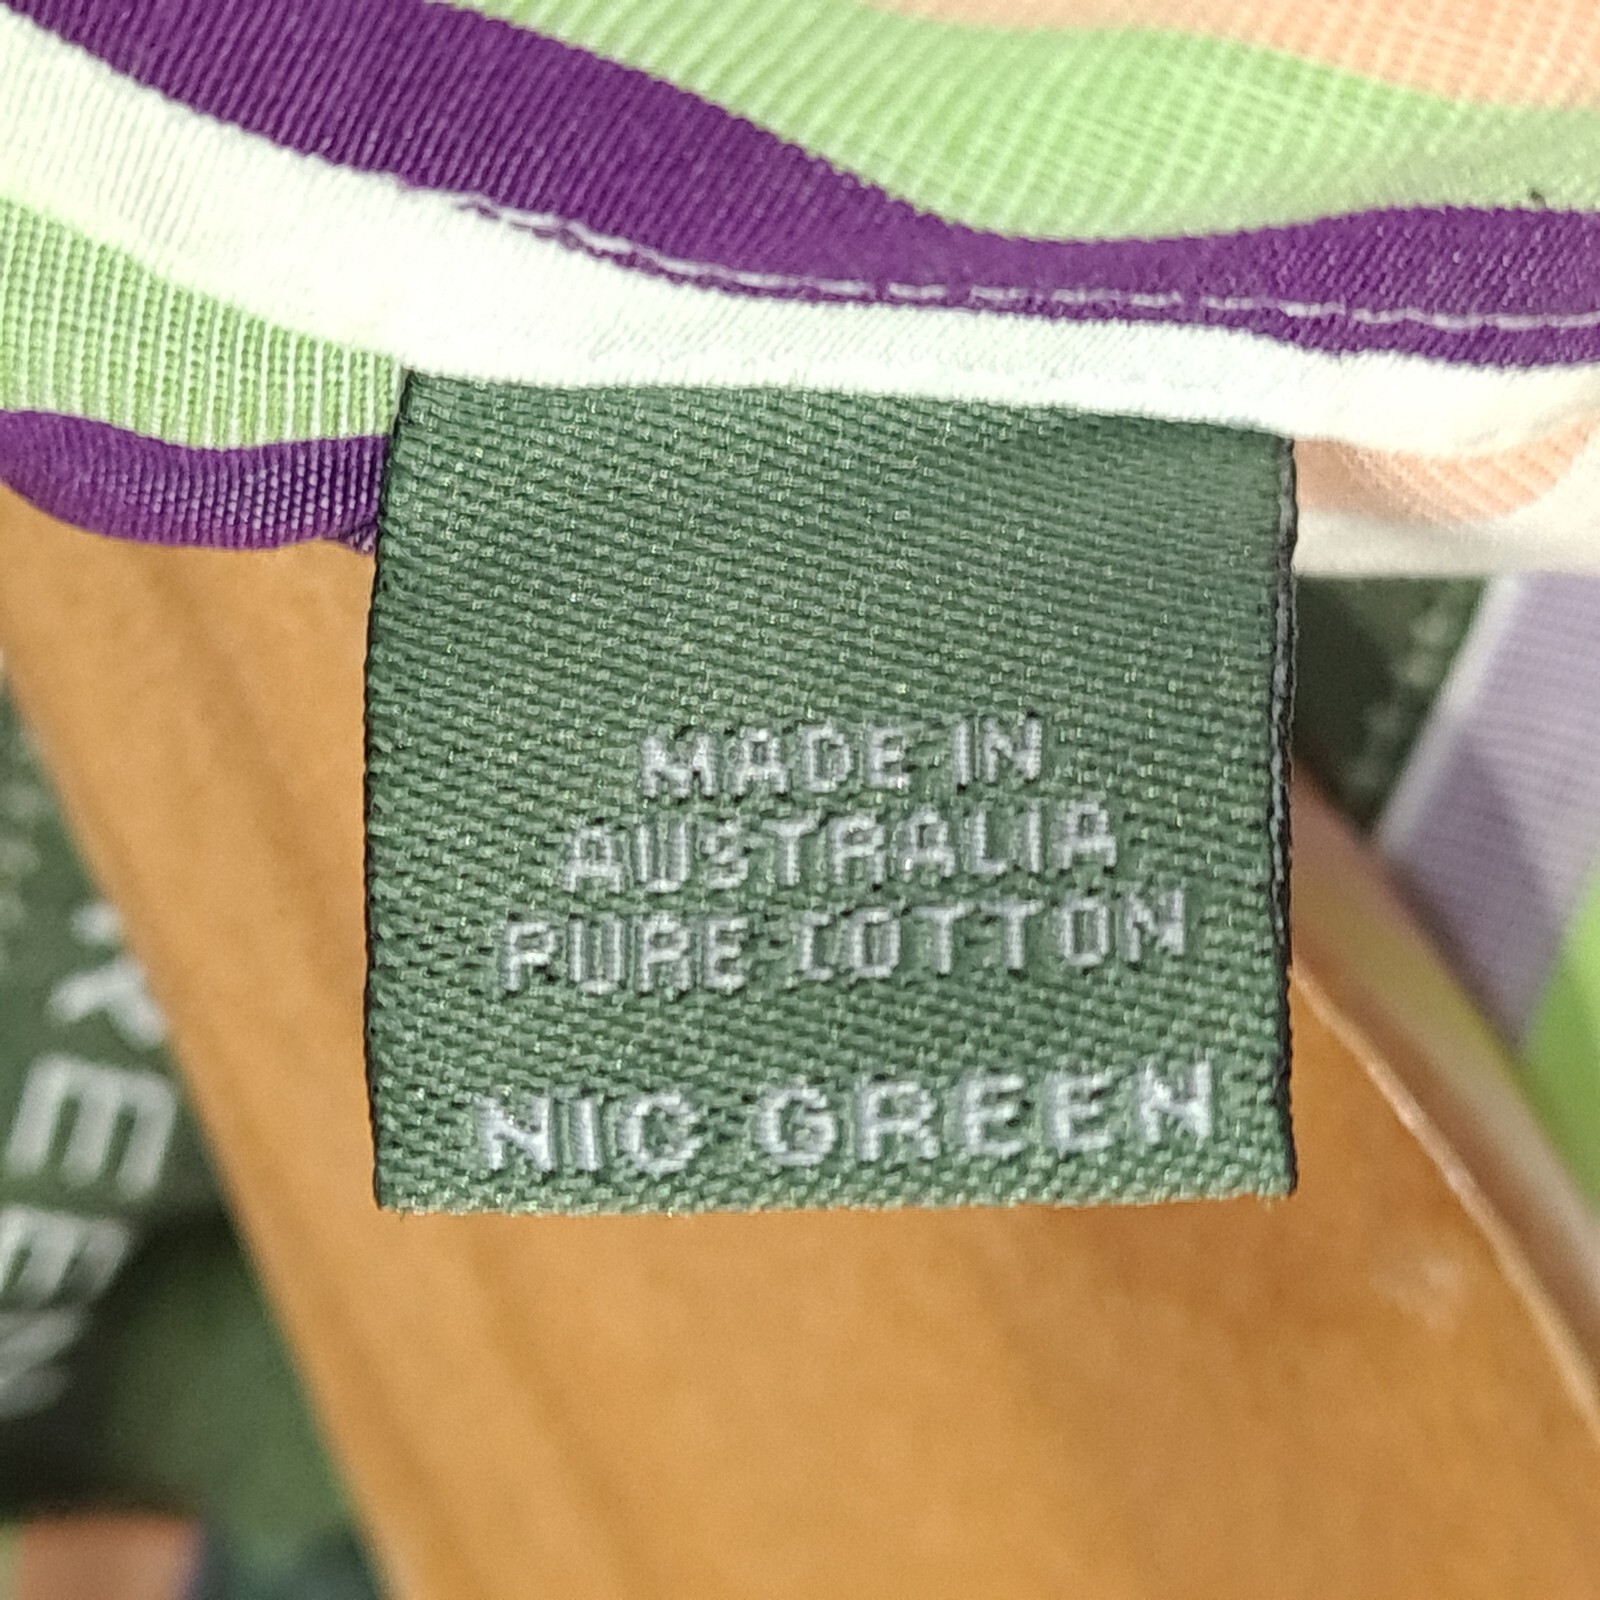 MADE IN
AUSTRALIA
PURE COTTON
NIC GREEN